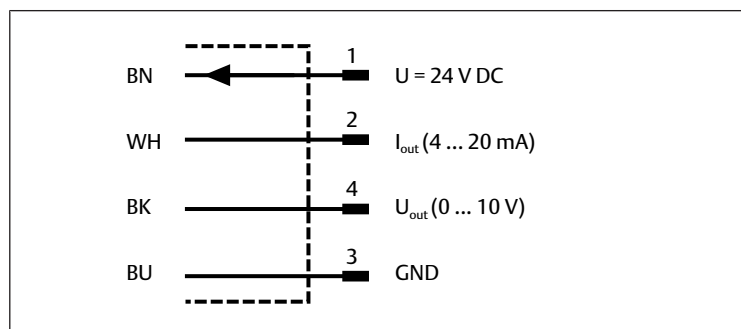 1
BN U = 24 V DC
2
WH Iout (4 ... 20 mA)
4
BK Uout (0 ... 10 V)
3
BU GND